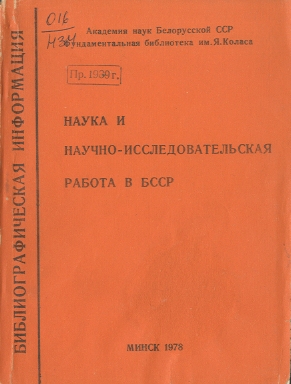 016
Н34
Академия наук Белорусской ССР
Фундаментальная библиотека им. Я. Коласа
Пр. 1980 г.
НАУКА И
НАУЧНО-ИССЛЕДОВАТЕЛЬСКАЯ
РАБОТА В БССР
МИНСК 1978
БИБЛИОГРАФИЧЕСКАЯ ИНФОРМАЦИЯ